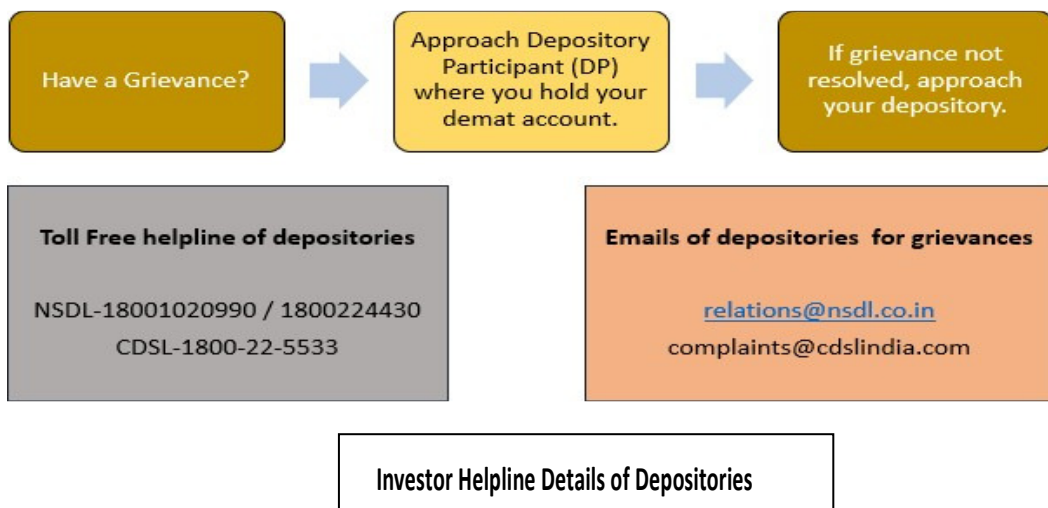 Have a Grievance?
Approach Depository
Participant (DP)
where you hold your
demat account.
If grievance not
resolved, approach
your depository.
Toll Free helpline of depositories
NSDL-18001020990 / 1800224430
CDSL-1800-22-5533
Emails of depositories for grievances
relations@nsdl.co.in
complaints@cdslindia.com
Investor Helpline Details of Depositories